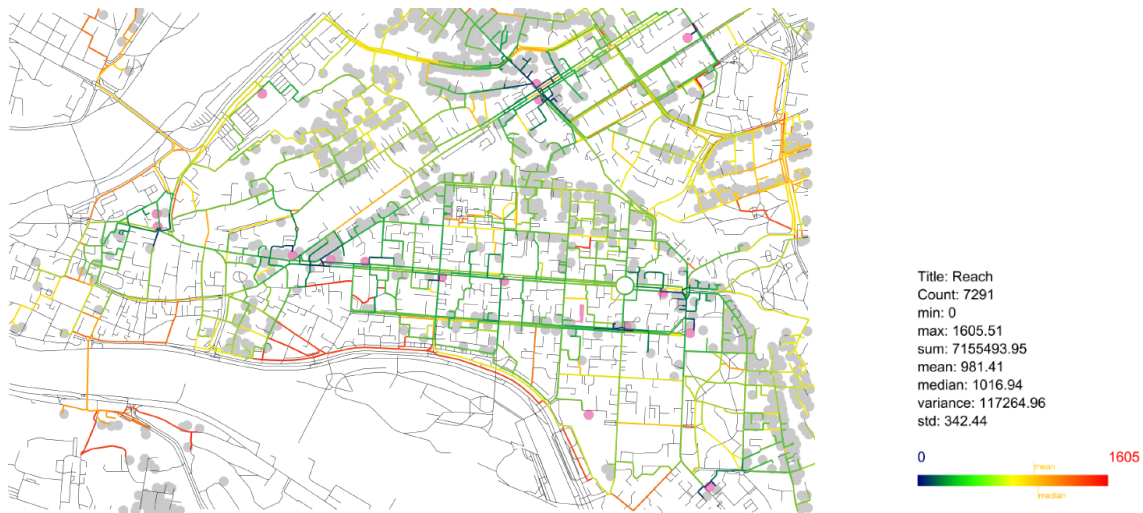 Title: Reach
Count: 7291
min: 0
max: 1605.51
sum: 7155493.95
mean: 981.41
median: 1016.94
variance: 117264.96
std: 342.44
0
1605
mean
median